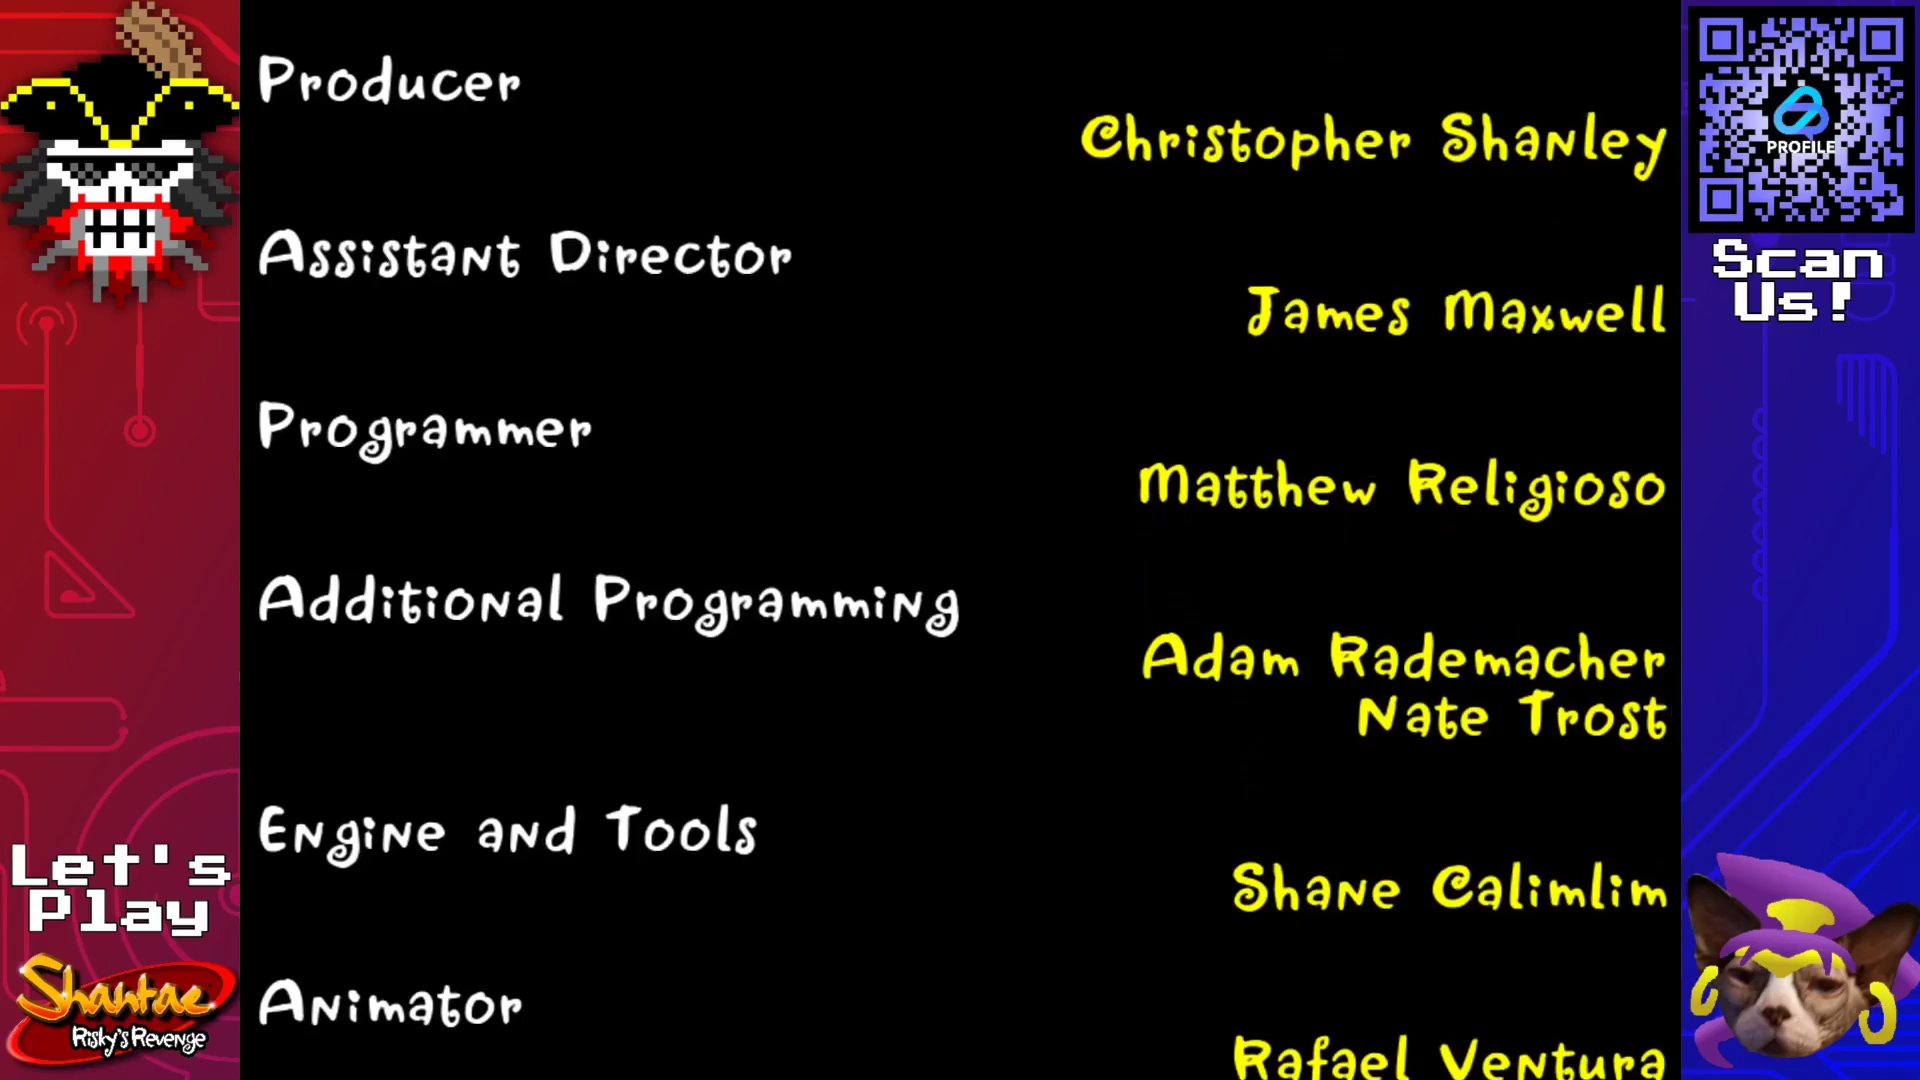 Producer
Christopher Shanley
Assistant Director
James Maxwell
Programmer
Matthew Religioso
Additional Programming
Adam Rademacher
Nate Trost
Engine and Tools
Shane Calimlim
Animator
Rafael Ventura
PROFILE
Scan
Us!
Let's
Play
Shantae
Risky's Revenge